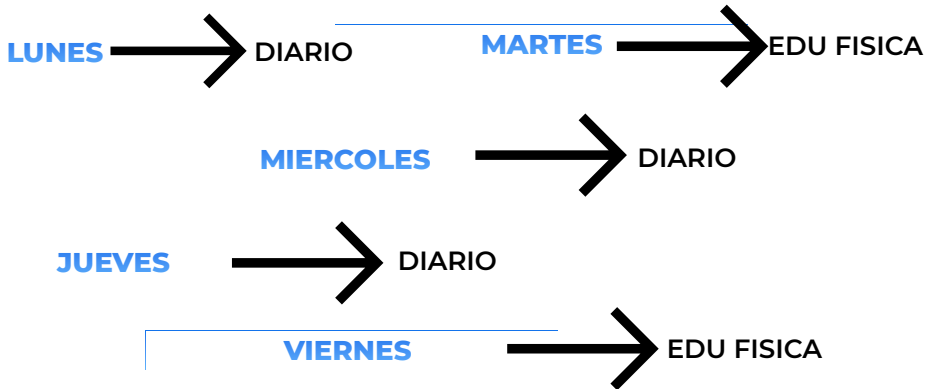 LUNES DIARIO MARTES EDU FISICA
MIERCOLES DIARIO
JUEVES DIARIO
VIERNES EDU FISICA